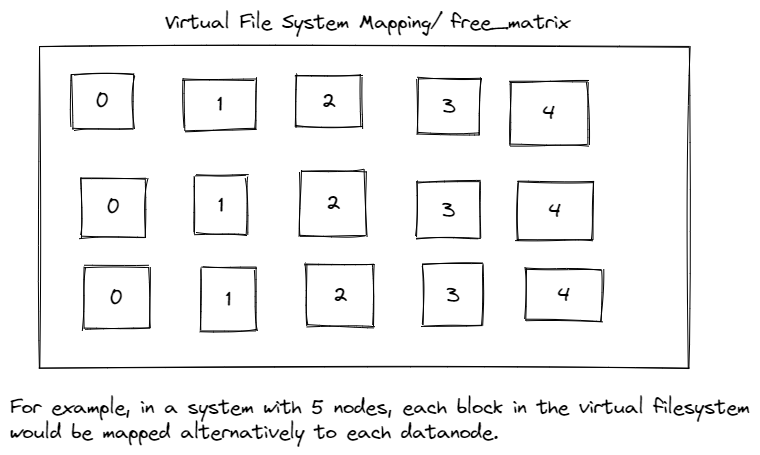 Virtual File System Mapping/ free_matrix
0 1 2 3 4
0 1 2 3 4
0 1 2 3 4
For example, in a system with 5 nodes, each block in the virtual filesystem
would be mapped alternatively to each datanode.